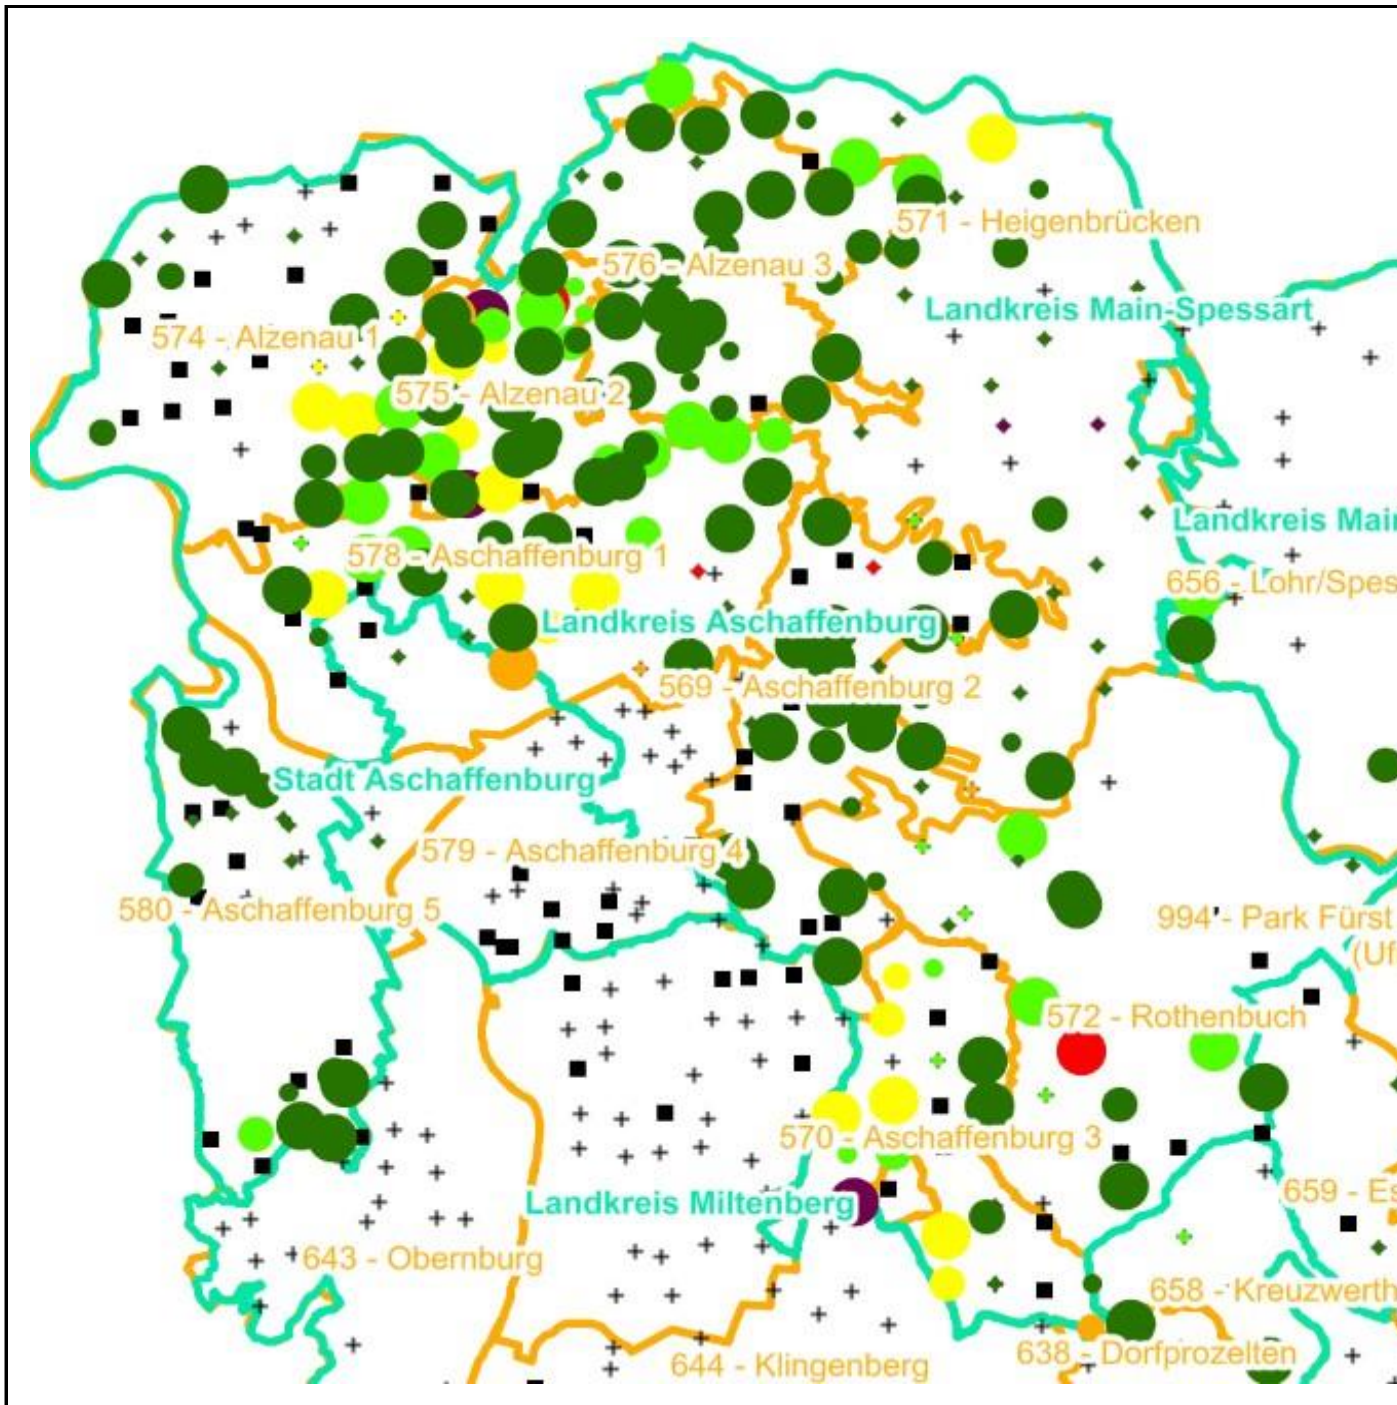 571 - Heigenbrücken
576 - Alzenau 3
Landkreis Main-Spessart
574 - Alzenau 1
575 - Alzenau 2
Landkreis Mai
578 - Aschaffenburg 1
656 - Lohr/Spes
Landkreis Aschaffenburg
569 - Aschaffenburg 2
Stadt Aschaffenburg
579 - Aschaffenburg 4
580 - Aschaffenburg 5
994 - Park Fürst
(Uf
572 - Rothenbuch
570 - Aschaffenburg 3
659 - Es
Landkreis Miltenberg
643 - Obernburg
658 - Kreuzwerth
638 - Dorfprozelten
644 - Klingenberg